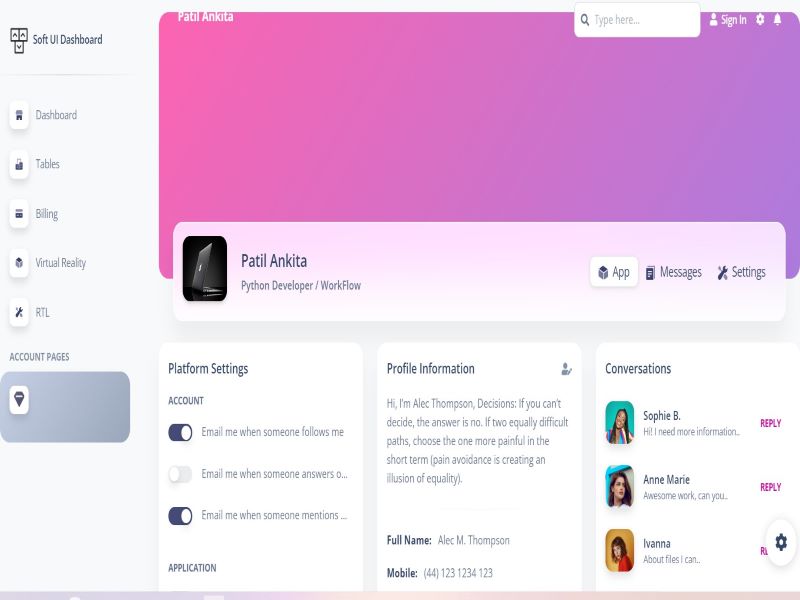 Soft UI Dashboard
Dashboard
Tables
Billing
Virtual Reality
RTL
ACCOUNT PAGES
Patil Ankita
Type here...
Sign In
Patil Ankita
Python Developer / WorkFlow
App
Messages
Settings
Platform Settings
ACCOUNT
Email me when someone follows me
Email me when someone answers o...
Email me when someone mentions ...
APPLICATION
Profile Information
Hi, I'm Alec Thompson, Decisions: If you can't
decide, the answer is no. If two equally difficult
paths, choose the one more painful in the
short term (pain avoidance is creating an
illusion of equality).
Full Name: Alec M. Thompson
Mobile: (44) 123 1234 123
Conversations
Sophie B.
Hi! I need more information..
REPLY
Anne Marie
Awesome work, can you..
REPLY
Ivanna
About files I can..